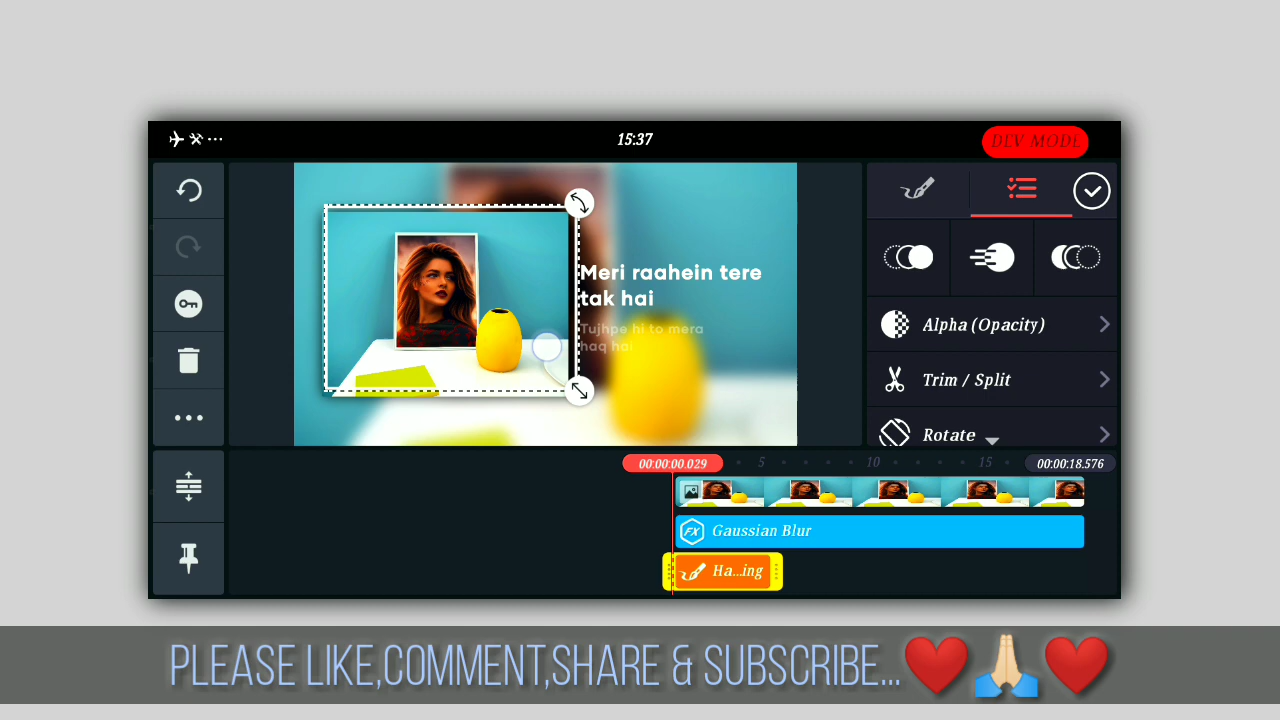 15:37
DEV MODE
Meri raahein tere
tak hai
Tujhpe hi to mera
haq hai
Alpha (Opacity)
Trim / Split
Rotate
00:00:00.029
5
10
15
00:00:18.576
FX
Gaussian Blur
Ha...ing
PLEASE LIKE,COMMENT,SHARE & SUBSCRIBE...